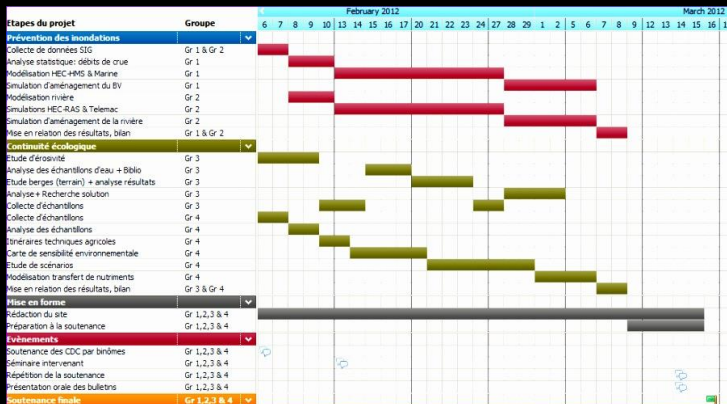 February 2012 March 2012
Etapes du projet Groupe 6 7 8 9 10 13 14 15 16 17 20 21 22 23 24 27 28 29 1 2 5 6 7 8 9 12 13 14 15 16 1
Prévention des inondations
Collecte de données SIG Gr 1 & Gr 2
Analyse statistique: débits de crue Gr 1
Modélisation HEC-HMS & Marine Gr 1
Simulation d'aménagement du BV Gr 1
Modélisation rivière Gr 2
Simulations HEC-RAS & Telemac Gr 2
Simulation d'aménagement de la rivière Gr 2
Mise en relation des résultats, bilan Gr 1 & Gr 2
Continuité écologique
Etude d'érosivité Gr 3
Analyse des échantillons d'eau + Biblio Gr 3
Etude berges (terrain) + analyse résultats Gr 3
Analyse + Recherche solution Gr 3
Collecte d'échantillons Gr 3
Collecte d'échantillons Gr 4
Analyse des échantillons Gr 4
Itinéraires techniques agricoles Gr 4
Carte de sensibilité environnementale Gr 4
Etude de scénarios Gr 4
Modélisation transfert de nutriments Gr 4
Mise en relation des résultats, bilan Gr 3 & Gr 4
Mise en forme
Rédaction du site Gr 1,2,3 & 4
Préparation à la soutenance Gr 1,2,3 & 4
Evènements
Soutenance des CDC par binômes Gr 1,2,3 & 4
Séminaire intervenant Gr 1,2,3 & 4
Répétition de la soutenance Gr 1,2,3 & 4
Présentation orale des bulletins Gr 1,2,3 & 4
Soutenance finale Gr 1,2,3 & 4